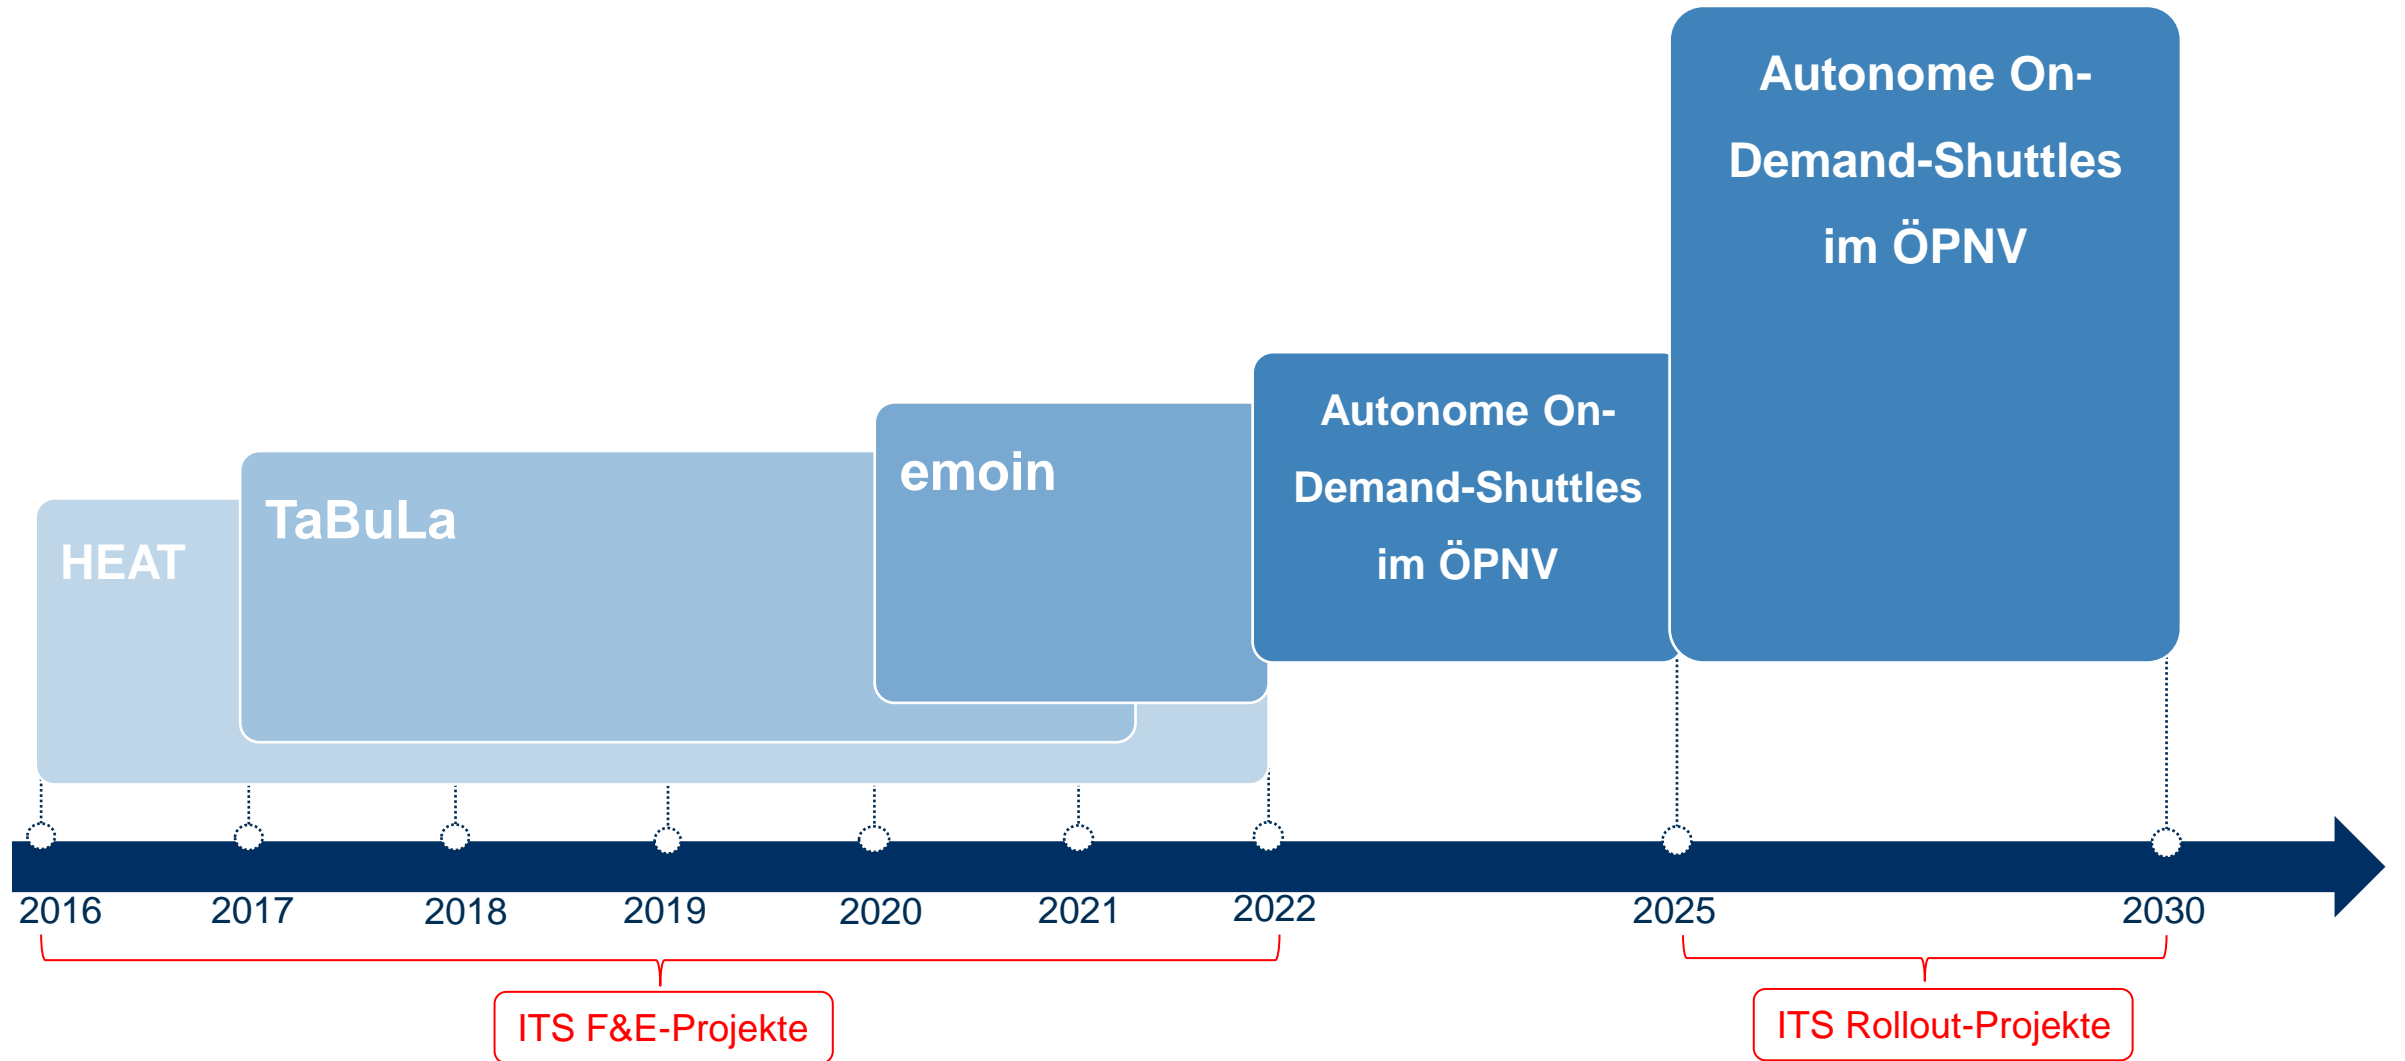 HEAT
TaBuLa
emoin
Autonome On-
Demand-Shuttles
im ÖPNV
Autonome On-
Demand-Shuttles
im ÖPNV
2016
2017
2018
2019
2020
2021
2022
2025
2030
ITS F&E-Projekte
ITS Rollout-Projekte